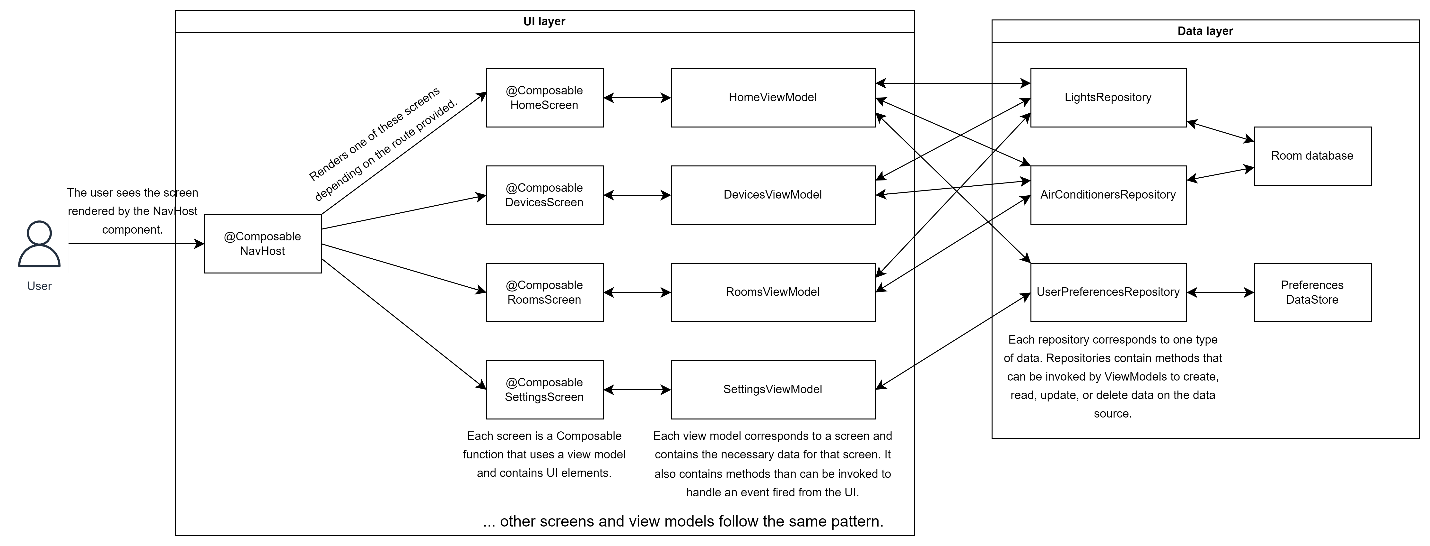 UI layer
Data layer
Renders one of these screens
depending on the route provided.
The user sees the screen
rendered by the NavHost
component.
User
@Composable
NavHost
@Composable
HomeScreen
HomeViewModel
@Composable
DevicesScreen
DevicesViewModel
@Composable
RoomsScreen
RoomsViewModel
@Composable
SettingsScreen
SettingsViewModel
Each screen is a Composable
function that uses a view model
and contains UI elements.
Each view model corresponds to a screen and
contains the necessary data for that screen. It
also contains methods than can be invoked to
handle an event fired from the UI.
... other screens and view models follow the same pattern.
LightsRepository
Room database
AirConditionersRepository
UserPreferencesRepository
Preferences
DataStore
Each repository corresponds to one type
of data. Repositories contain methods that
can be invoked by ViewModels to create,
read, update, or delete data on the data
source.